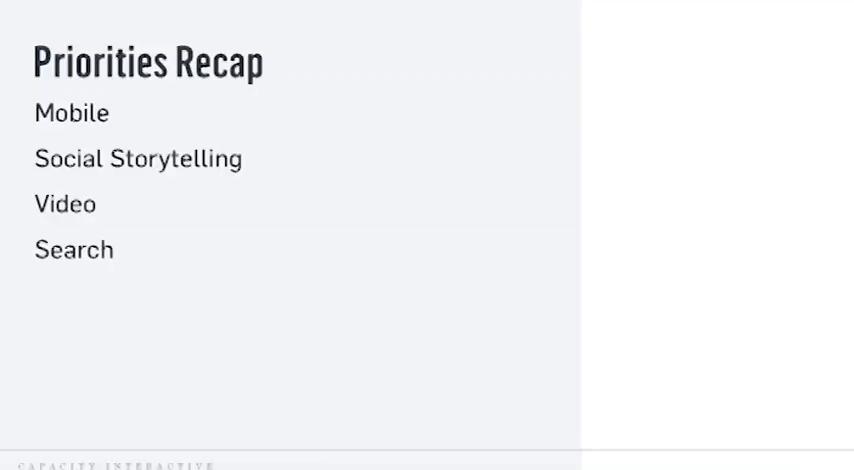 Priorities Recap
Mobile
Social Storytelling
Video
Search
CAPACITY INTERACTIVE